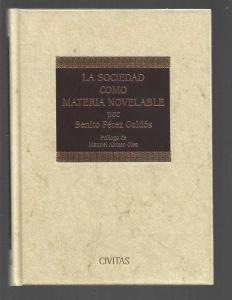 LA SOCIEDAD
COMO
MATERIA NOVELABLE
por
Benito Pérez Galdós
Prólogo de
Manuel Alonso Olea
CIVITAS